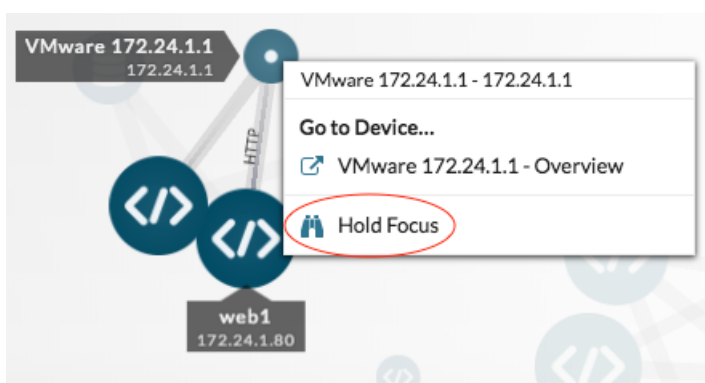 VMware 172.24.1.1
172.24.1.1
VMware 172.24.1.1 - 172.24.1.1
Go to Device...
VMware 172.24.1.1 - Overview
HTTP
Hold Focus
</>
</>
web1
172.24.1.80
</>
</>